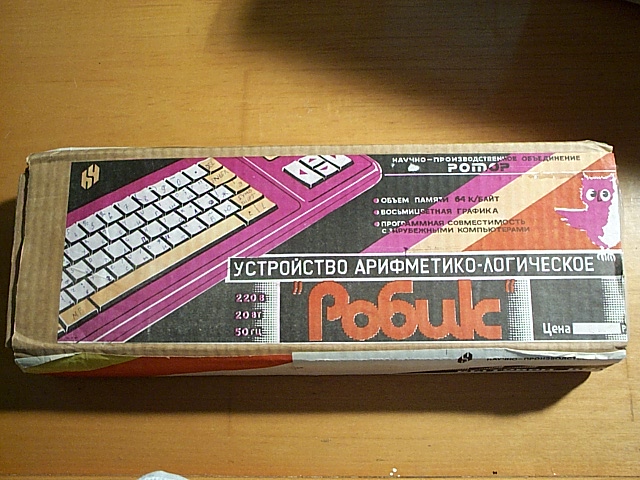 НАУЧНО-ПРОИЗВОДСТВЕННОЕ ОБЪЕДИНЕНИЕ
РОТОР
ОБЪЕМ ПАМЯТИ 64 К/БАЙТ
ВОСЬМИЦВЕТНАЯ ГРАФИКА
ПРОГРАММНАЯ СОВМЕСТИМОСТЬ
С ЗАРУБЕЖНЫМИ КОМПЬЮТЕРАМИ
УСТРОЙСТВО АРИФМЕТИКО-ЛОГИЧЕСКОЕ
220 В
20 ВТ
50 ГЦ
"Робик"
Цена